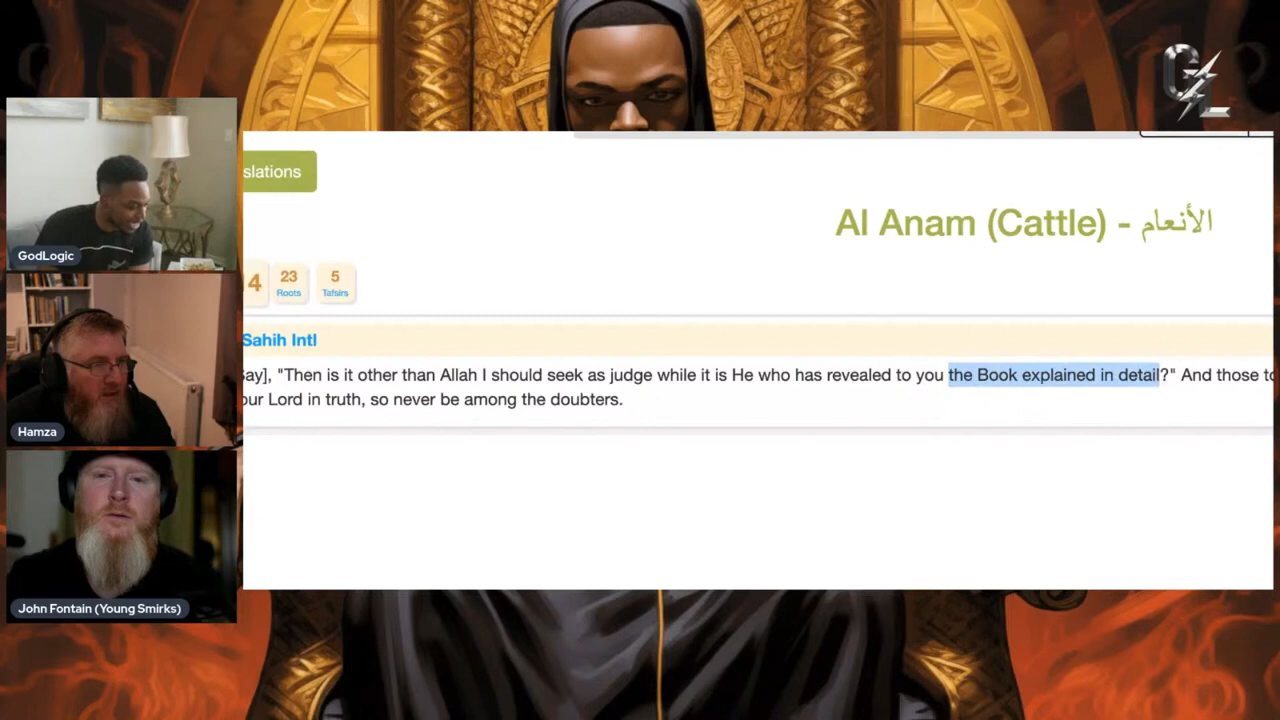 GodLogic
Hamza
John Fontain (Young Smirks)
GL
slations
Al Anam (Cattle) - الأنعام
4
23
Roots
5
Tafsirs
Sahih Intl
ay], "Then is it other than Allah I should seek as judge while it is He who has revealed to you the Book explained in detail?" And those to
ur Lord in truth, so never be among the doubters.